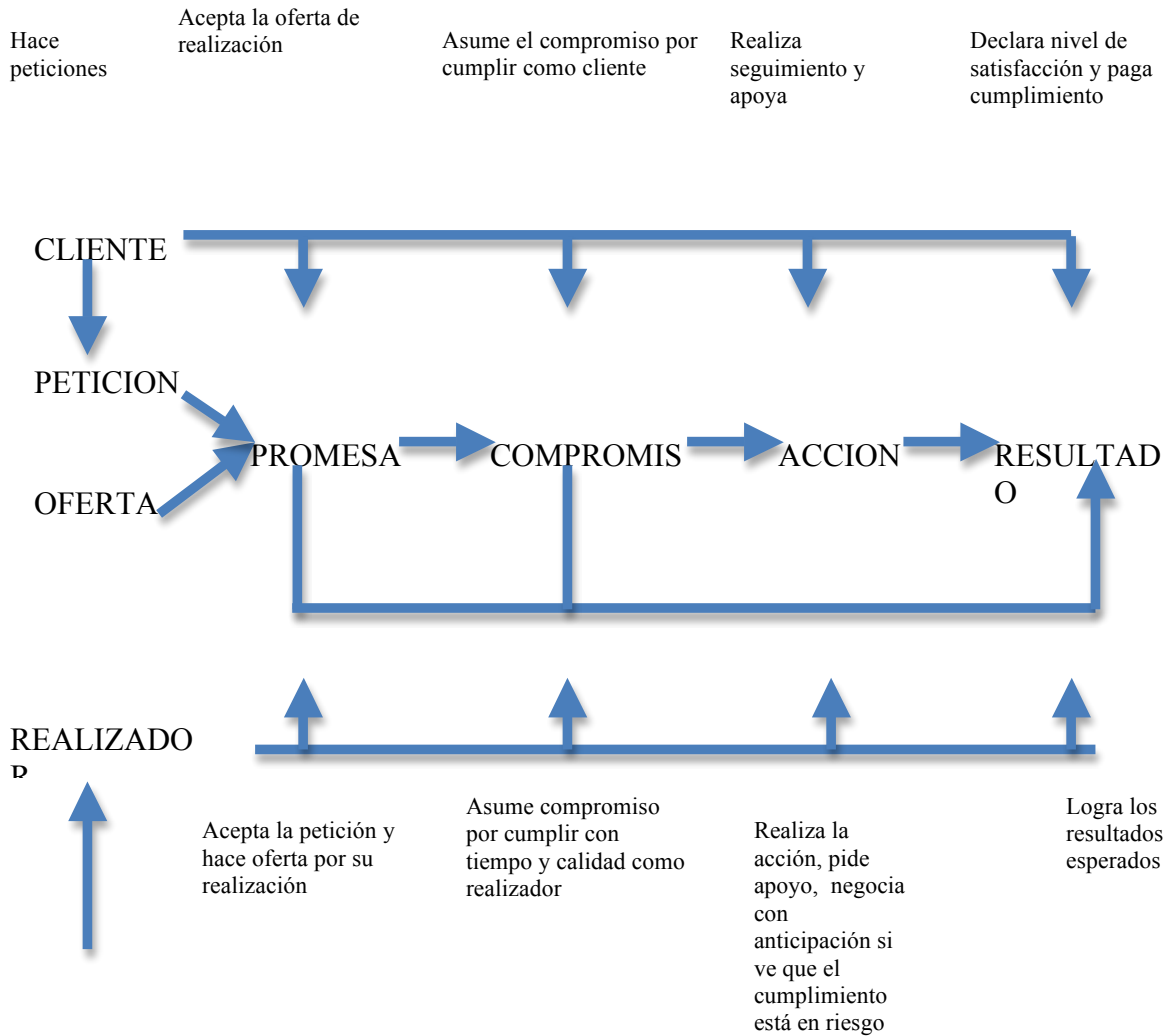 Hace
peticiones
Acepta la oferta de
realización
Asume el compromiso por
cumplir como cliente
Realiza
seguimiento y
apoya
Declara nivel de
satisfacción y paga
cumplimiento
CLIENTE
PETICION
OFERTA
PROMESA
COMPROMIS
ACCION
RESULTAD
O
REALIZADO
R
Acepta la petición y
hace oferta por su
realización
Asume compromiso
por cumplir con
tiempo y calidad como
realizador
Realiza la
acción, pide
apoyo, negocia
con
anticipación si
ve que el
cumplimiento
está en riesgo
Logra los
resultados
esperados